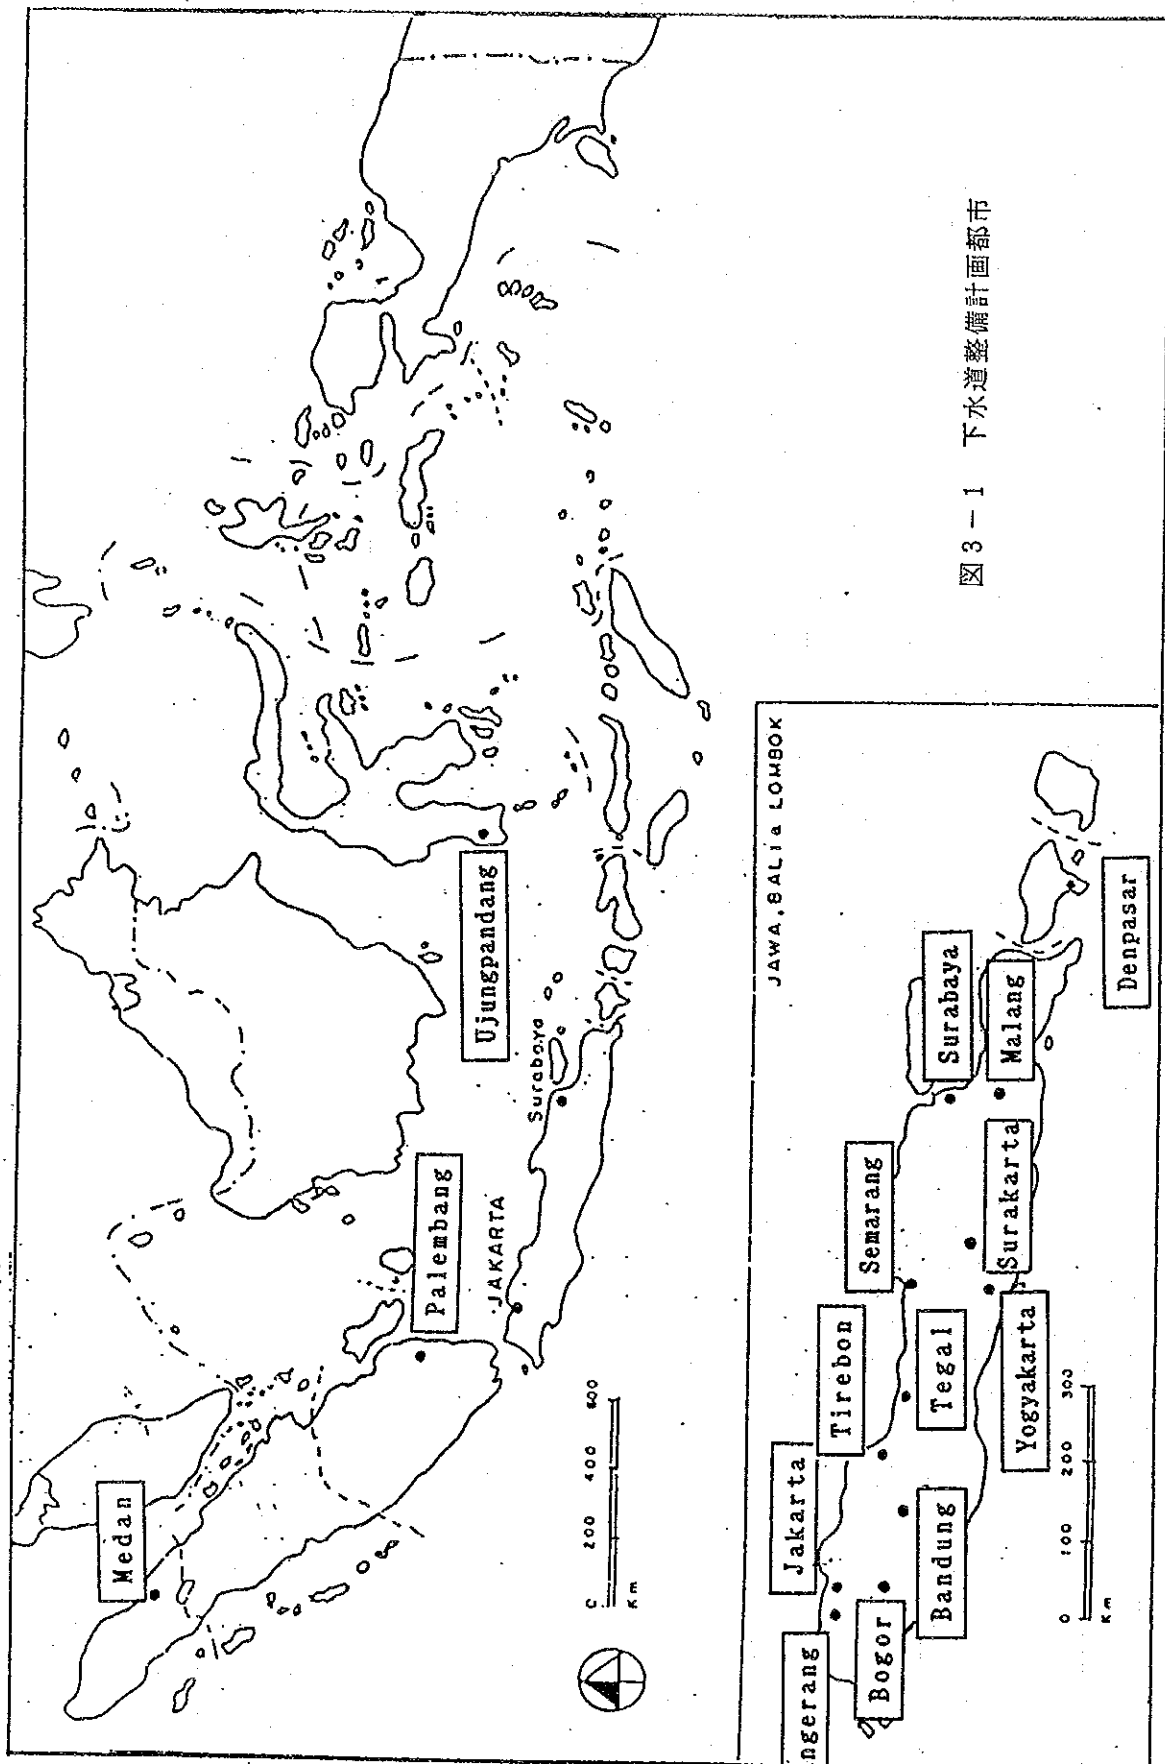 Medan
Palembang
JAKARTA
Surabaya
Ujungpandang
0 200 400 600
Km
JAWA, BALI a LOMBOK
ngerang
Jakarta
Bogor
Bandung
Tirebon
Tegal
Semarang
Yogyakarta
Surakarta
Surabaya
Malang
Denpasar
0 100 200 300
Km
図3-1 下水道整備計画都市